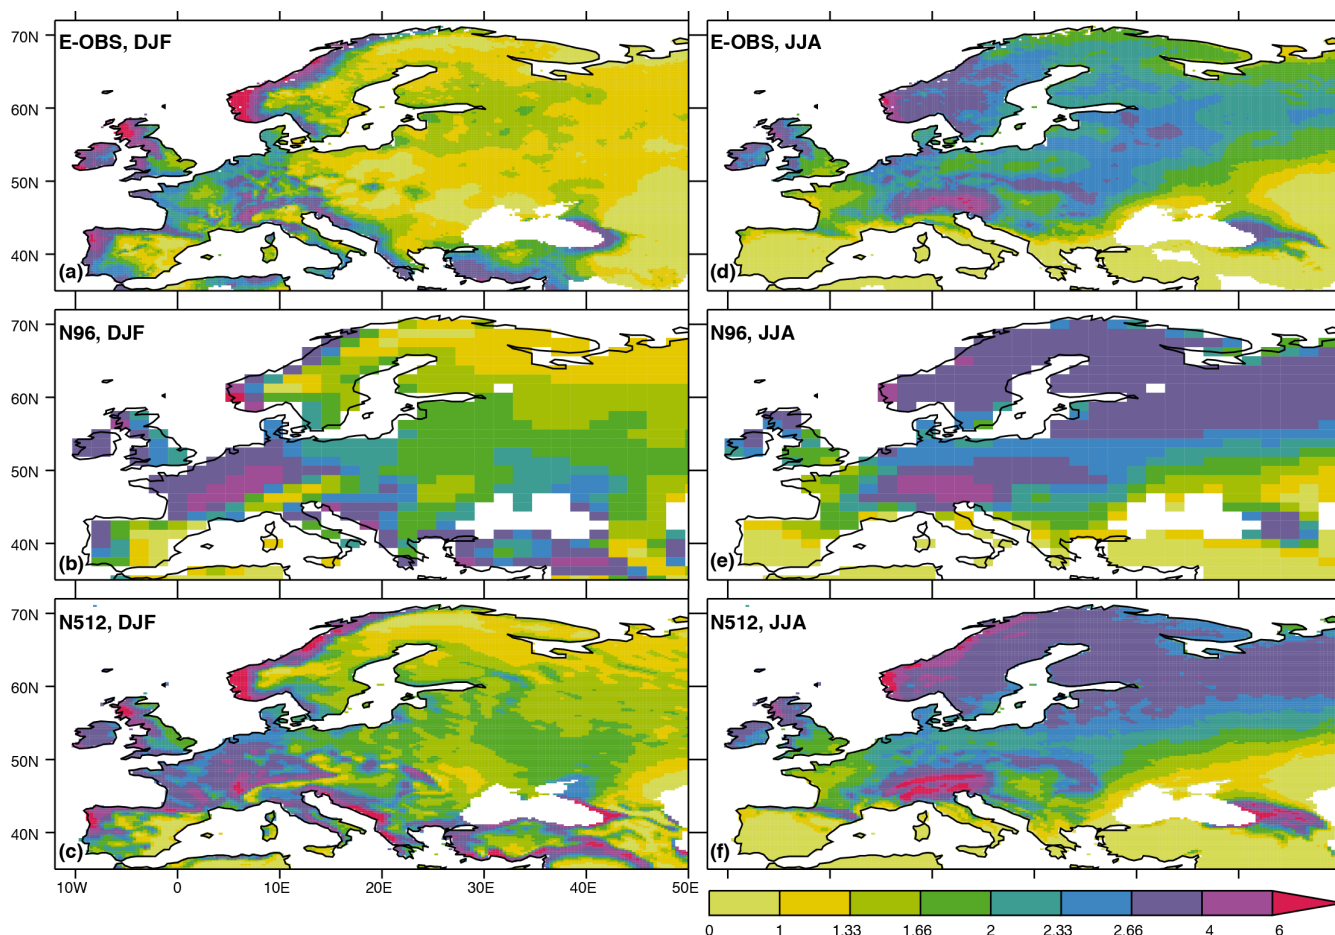 E-OBS, DJF
70N
60N
50N
40N
(a)
E-OBS, JJA
(d)
N96, DJF
70N
60N
50N
40N
(b)
N96, JJA
(e)
N512, DJF
70N
60N
50N
40N
(c)
N512, JJA
(f)
10W 0 10E 20E 30E 40E 50E
0 1 1.33 1.66 2 2.33 2.66 4 6